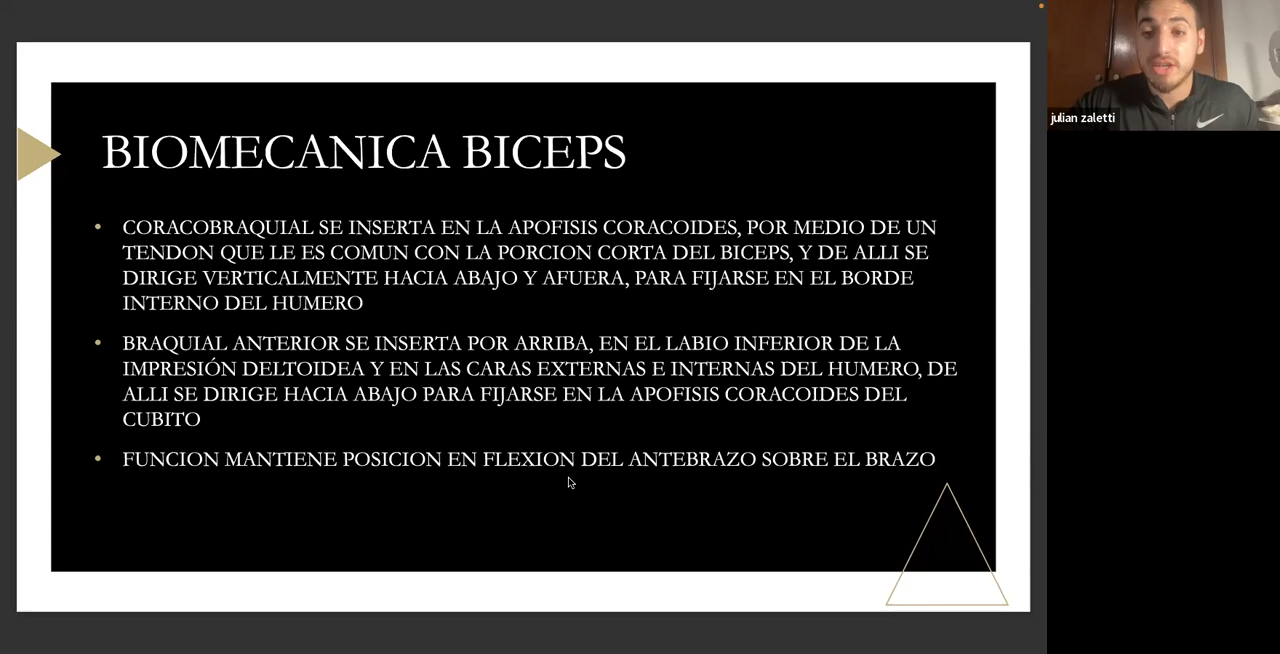 BIOMECANICA BICEPS
• CORACOBRAQUIAL SE INSERTA EN LA APOFISIS CORACOIDES, POR MEDIO DE UN
TENDON QUE LE ES COMUN CON LA PORCION CORTA DEL BICEPS, Y DE ALLI SE
DIRIGE VERTICALMENTE HACIA ABAJO Y AFUERA, PARA FIJARSE EN EL BORDE
INTERNO DEL HUMERO
• BRAQUIAL ANTERIOR SE INSERTA POR ARRIBA, EN EL LABIO INFERIOR DE LA
IMPRESIÓN DELTOIDEA Y EN LAS CARAS EXTERNAS E INTERNAS DEL HUMERO, DE
ALLI SE DIRIGE HACIA ABAJO PARA FIJARSE EN LA APOFISIS CORACOIDES DEL
CUBITO
• FUNCION MANTIENE POSICION EN FLEXION DEL ANTEBRAZO SOBRE EL BRAZO
julian zaletti